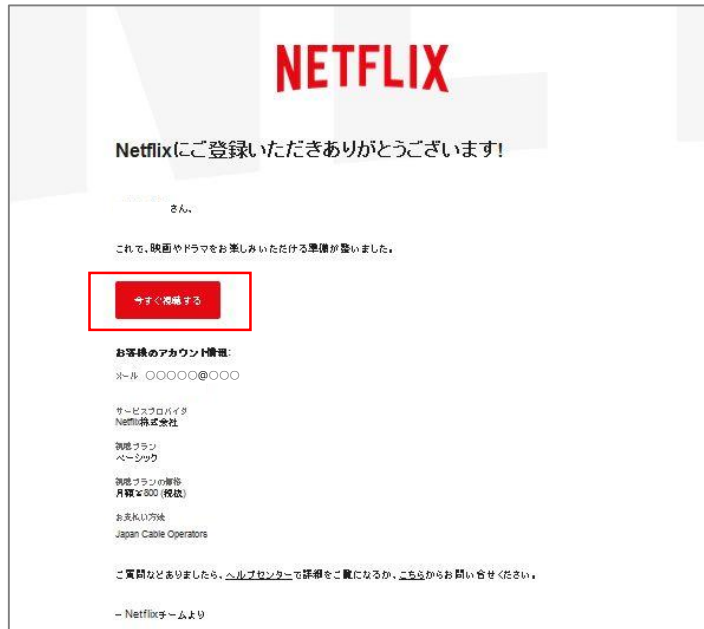 NETFLIX
Netflixにご登録いただきありがとうございます!
さん、
これで、映画やドラマをお楽しみいただける準備が整いました。
今すぐ視聴する
お客様のアカウント情報:
メール 〇〇〇〇〇@〇〇〇
サービスプロバイダ
Netflix株式会社
視聴プラン
ベーシック
視聴プランの価格
月額¥800 (税抜)
お支払い方法
Japan Cable Operators
ご質問などありましたら、ヘルプセンターで詳細をご覧になるか、こちらからお問い合せください。
– Netflixチームより